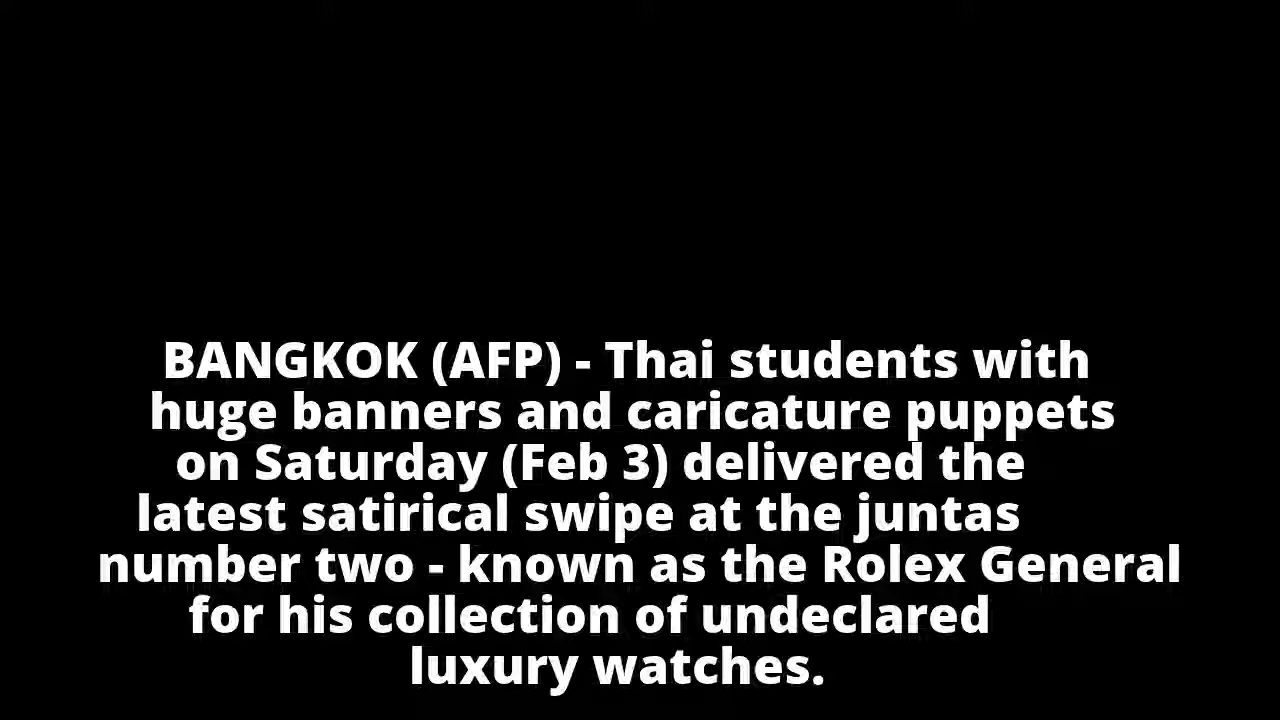 BANGKOK (AFP) - Thai students with
huge banners and caricature puppets
on Saturday (Feb 3) delivered the
latest satirical swipe at the juntas
number two - known as the Rolex General
for his collection of undeclared
luxury watches.